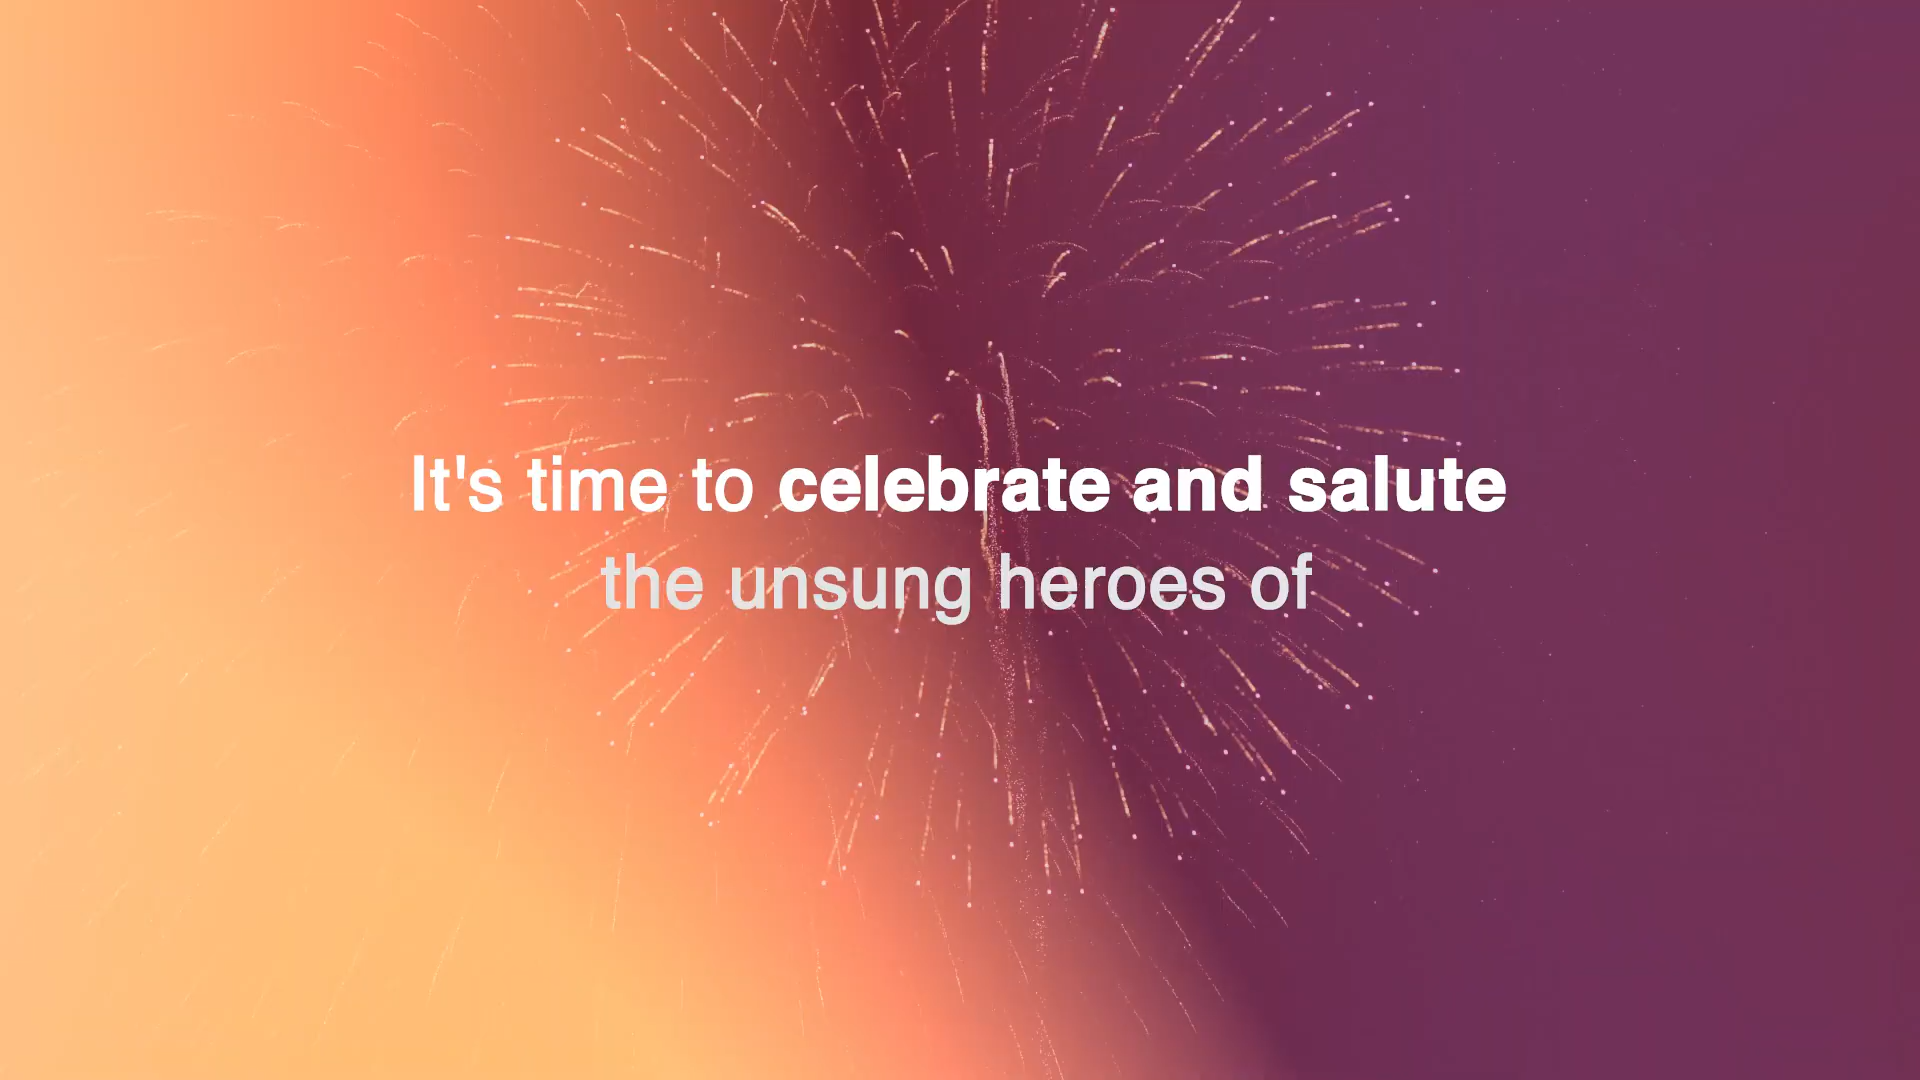 It's time to celebrate and salute
the unsung heroes of